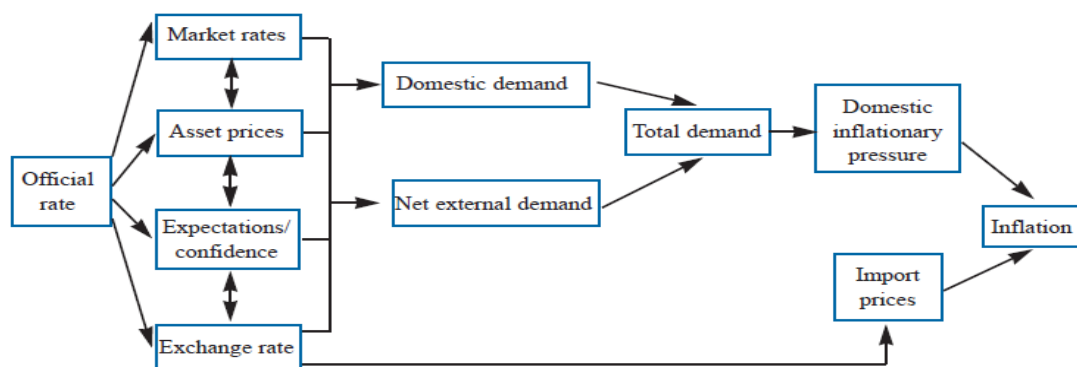 Market rates
Asset prices
Official
rate
Expectations/
confidence
Exchange rate
Domestic demand
Net external demand
Total demand
Domestic
inflationary
pressure
Import
prices
Inflation